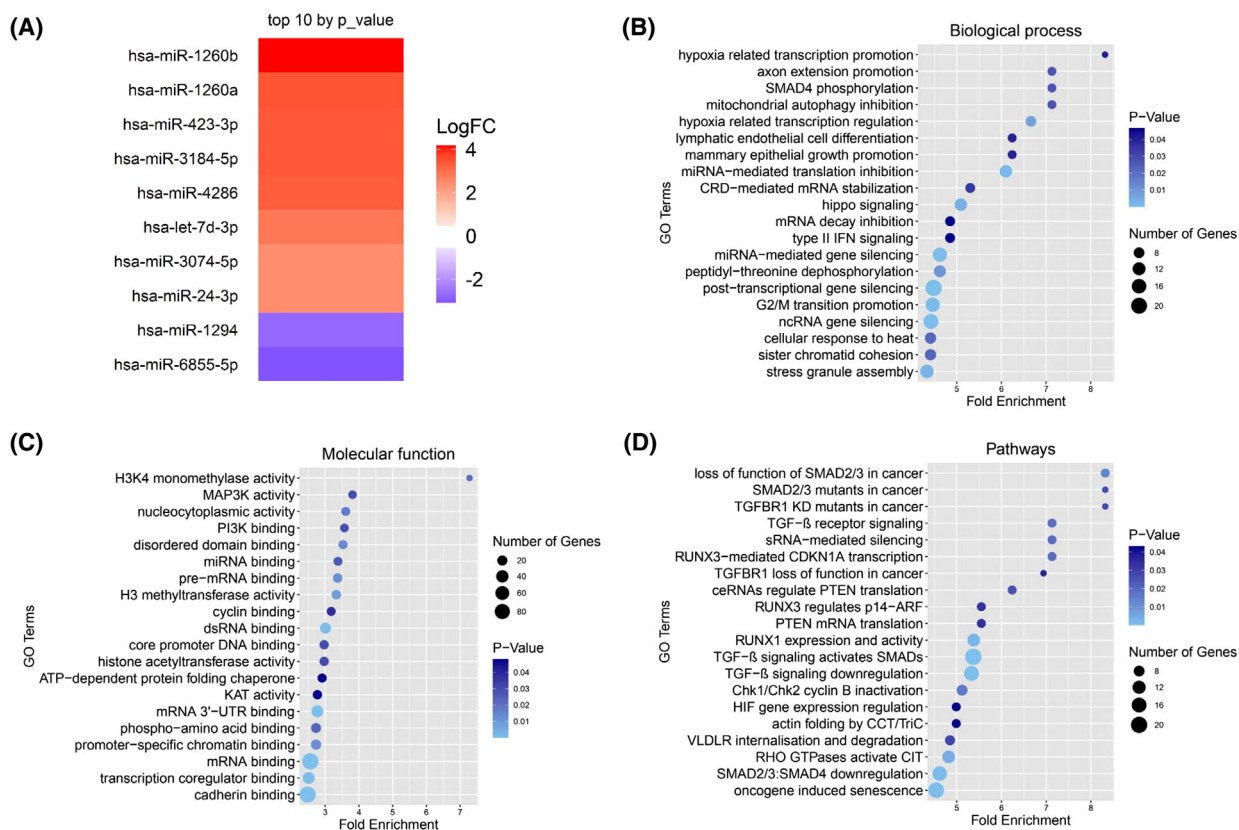 (A)
top 10 by p_value
hsa-miR-1260b
hsa-miR-1260a
hsa-miR-423-3p
hsa-miR-3184-5p
hsa-miR-4286
hsa-let-7d-3p
hsa-miR-3074-5p
hsa-miR-24-3p
hsa-miR-1294
hsa-miR-6855-5p
LogFC
4
2
0
-2
(B)
Biological process
GO Terms
hypoxia related transcription promotion
axon extension promotion
SMAD4 phosphorylation
mitochondrial autophagy inhibition
hypoxia related transcription regulation
lymphatic endothelial cell differentiation
mammary epithelial growth promotion
miRNA-mediated translation inhibition
CRD-mediated mRNA stabilization
hippo signaling
mRNA decay inhibition
type II IFN signaling
miRNA-mediated gene silencing
peptidyl-threonine dephosphorylation
post-transcriptional gene silencing
G2/M transition promotion
ncRNA gene silencing
cellular response to heat
sister chromatid cohesion
stress granule assembly
5 6 7 8
Fold Enrichment
P-Value
0.04
0.03
0.02
0.01
Number of Genes
8
12
16
20
(C)
Molecular function
GO Terms
H3K4 monomethylase activity
MAP3K activity
nucleocytoplasmic activity
PI3K binding
disordered domain binding
miRNA binding
pre-mRNA binding
H3 methyltransferase activity
cyclin binding
dsRNA binding
core promoter DNA binding
histone acetyltransferase activity
ATP-dependent protein folding chaperone
KAT activity
mRNA 3'-UTR binding
phospho-amino acid binding
promoter-specific chromatin binding
mRNA binding
transcription coregulator binding
cadherin binding
3 4 5 6 7
Fold Enrichment
Number of Genes
20
40
60
80
P-Value
0.04
0.03
0.02
0.01
(D)
Pathways
GO Terms
loss of function of SMAD2/3 in cancer
SMAD2/3 mutants in cancer
TGFBR1 KD mutants in cancer
TGF-ß receptor signaling
sRNA-mediated silencing
RUNX3-mediated CDKN1A transcription
TGFBR1 loss of function in cancer
ceRNAs regulate PTEN translation
RUNX3 regulates p14-ARF
PTEN mRNA translation
RUNX1 expression and activity
TGF-ß signaling activates SMADs
TGF-ß signaling downregulation
Chk1/Chk2 cyclin B inactivation
HIF gene expression regulation
actin folding by CCT/TriC
VLDLR internalisation and degradation
RHO GTPases activate CIT
SMAD2/3:SMAD4 downregulation
oncogene induced senescence
5 6 7 8
Fold Enrichment
P-Value
0.04
0.03
0.02
0.01
Number of Genes
8
12
16
20